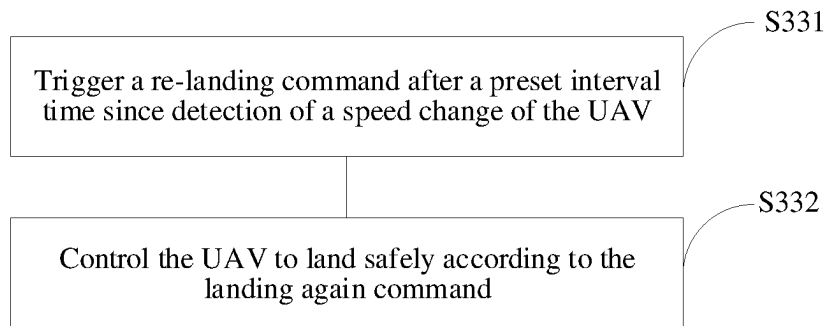 S331
Trigger a re-landing command after a preset interval
time since detection of a speed change of the UAV
S332
Control the UAV to land safely according to the
landing again command